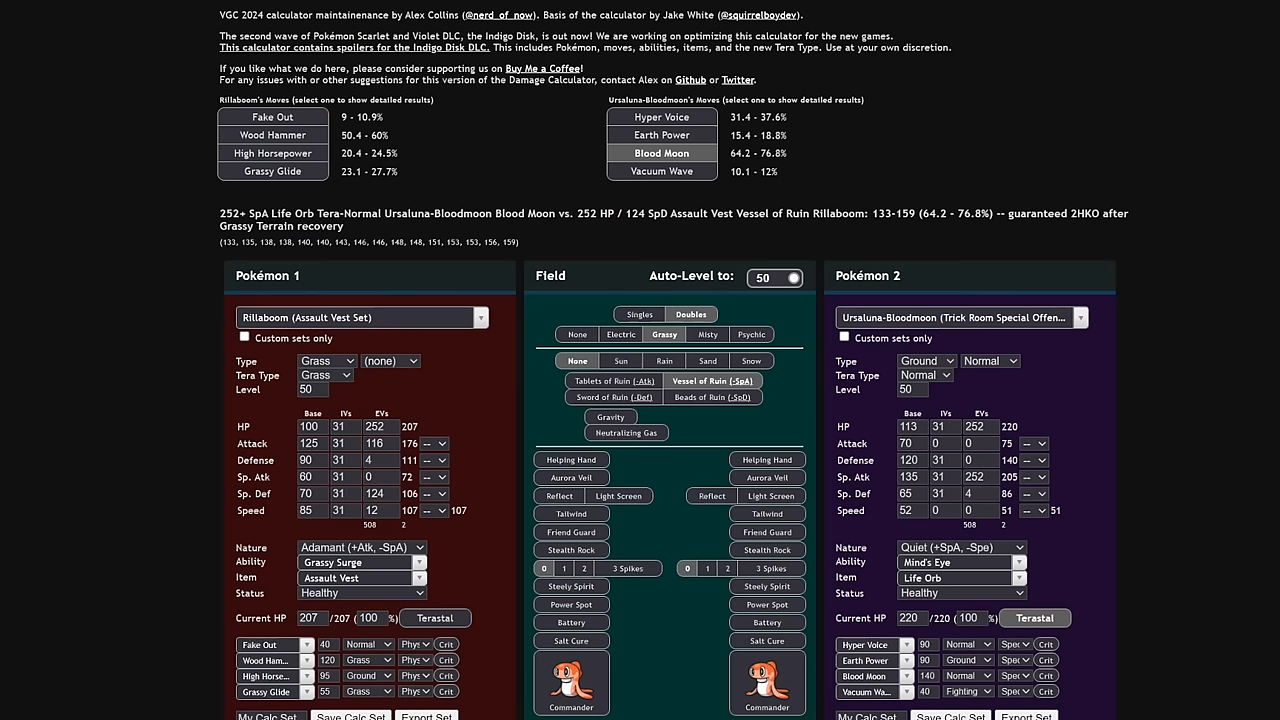 VGC 2024 calculator maintainenance by Alex Collins (@nerd_of_now). Basis of the calculator by Jake White (@squirrelboydev).
The second wave of Pokémon Scarlet and Violet DLC, the Indigo Disk, is out now! We are working on optimizing this calculator for the new games.
This calculator contains spoilers for the Indigo Disk DLC. This includes Pokémon, moves, abilities, items, and the new Tera Type. Use at your own discretion.
If you like what we do here, please consider supporting us on Buy Me a Coffee!
For any issues with or other suggestions for this version of the Damage Calculator, contact Alex on Github or Twitter.
Rillaboom's Moves (select one to show detailed results)
Fake Out 9 - 10.9%
Wood Hammer 50.4 - 60%
High Horsepower 20.4 - 24.5%
Grassy Glide 23.1 - 27.7%
Ursaluna-Bloodmoon's Moves (select one to show detailed results)
Hyper Voice 31.4 - 37.6%
Earth Power 15.4 - 18.8%
Blood Moon 64.2 - 76.8%
Vacuum Wave 10.1 - 12%
252+ SpA Life Orb Tera-Normal Ursaluna-Bloodmoon Blood Moon vs. 252 HP / 124 SpD Assault Vest Vessel of Ruin Rillaboom: 133-159 (64.2 - 76.8%) -- guaranteed 2HKO after
Grassy Terrain recovery
(133, 135, 138, 138, 140, 140, 143, 146, 146, 148, 148, 151, 153, 153, 156, 159)
Pokémon 1
Rillaboom (Assault Vest Set)
Custom sets only
Type Grass (none)
Tera Type Grass
Level 50
Base IVs EVs
HP 100 31 252 207
Attack 125 31 116 176 --
Defense 90 31 4 111 --
Sp. Atk 60 31 0 72 --
Sp. Def 70 31 124 106 --
Speed 85 31 12 107 -- 107
508 2
Nature Adamant (+Atk, -SpA)
Ability Grassy Surge
Item Assault Vest
Status Healthy
Current HP 207 /207 ( 100 %) Terastal
Fake Out 40 Normal Phys Crit
Wood Ham... 120 Grass Phys Crit
High Horse... 95 Ground Phys Crit
Grassy Glide 55 Grass Phys Crit
My Calc Set Save Calc Set Export Set
Field Auto-Level to: 50
Singles Doubles
None Electric Grassy Misty Psychic
None Sun Rain Sand Snow
Tablets of Ruin (-Atk) Vessel of Ruin (-SpA)
Sword of Ruin (-Def) Beads of Ruin (-SpD)
Gravity
Neutralizing Gas
Helping Hand Helping Hand
Aurora Veil Aurora Veil
Reflect Light Screen Reflect Light Screen
Tailwind Tailwind
Friend Guard Friend Guard
Stealth Rock Stealth Rock
0 1 2 3 Spikes 0 1 2 3 Spikes
Steely Spirit Steely Spirit
Power Spot Power Spot
Battery Battery
Salt Cure Salt Cure
Commander Commander
Pokémon 2
Ursaluna-Bloodmoon (Trick Room Special Offen...
Custom sets only
Type Ground Normal
Tera Type Normal
Level 50
Base IVs EVs
HP 113 31 252 220
Attack 70 0 0 75 --
Defense 120 31 0 140 --
Sp. Atk 135 31 252 205 --
Sp. Def 65 31 4 86 --
Speed 52 0 0 51 -- 51
508 2
Nature Quiet (+SpA, -Spe)
Ability Mind's Eye
Item Life Orb
Status Healthy
Current HP 220 /220 ( 100 %) Terastal
Hyper Voice 90 Normal Spec Crit
Earth Power 90 Ground Spec Crit
Blood Moon 140 Normal Spec Crit
Vacuum Wa... 40 Fighting Spec Crit
My Calc Set Save Calc Set Export Set